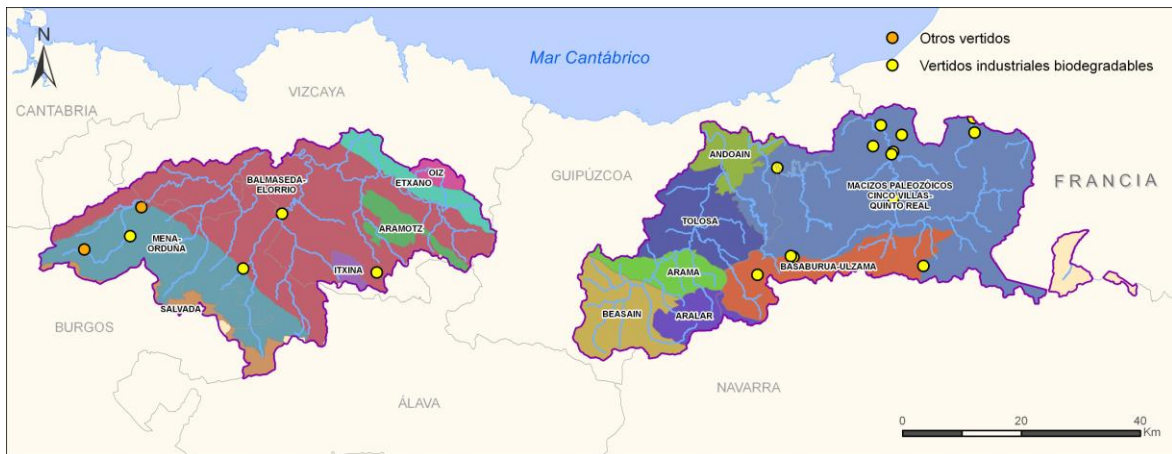 N
Mar Cantábrico
Otros vertidos
Vertidos industriales biodegradables
VIZCAYA
CANTABRIA
ANDOAIN
OIZ
ETXANO
GUIPÚZCOA
BALMASEDA-
ELORRIO
MACIZOS PALEOZÓICOS
CINCO VILLAS-
QUINTO REAL
FRANCIA
TOLOSA
ARAMOTZ
MENA-
ORDUÑA
ITXINA
ARAMA
BASABURUA-ULZAMA
SALVADA
BEASAIN
ARALAR
BURGOS
NAVARRA
ÁLAVA
0 20 40
Km